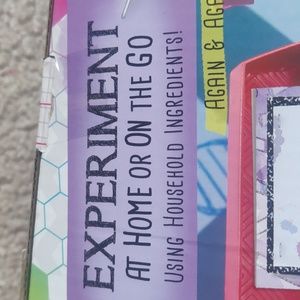 EXPERIMENT
AT HOME OR ON THE GO
USING HOUSEHOLD INGREDIENTS!
AGAIN & AGA